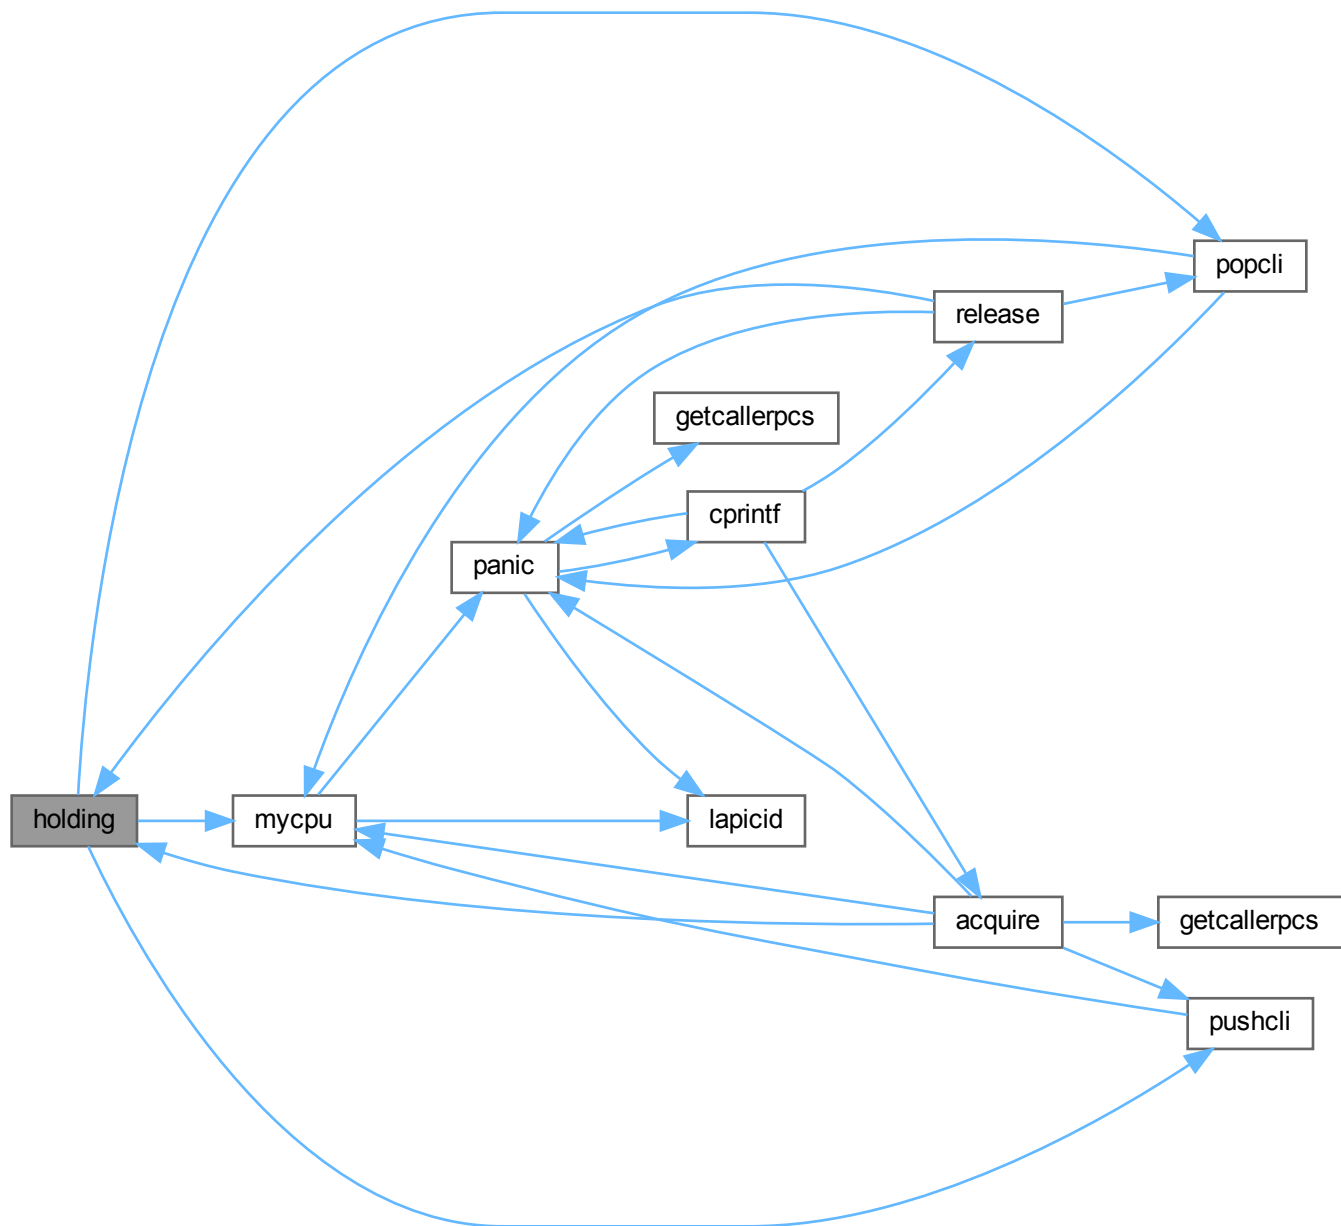 popcli
release
getcallerpcs
cprintf
panic
holding
mycpu
lapicid
acquire
getcallerpcs
pushcli